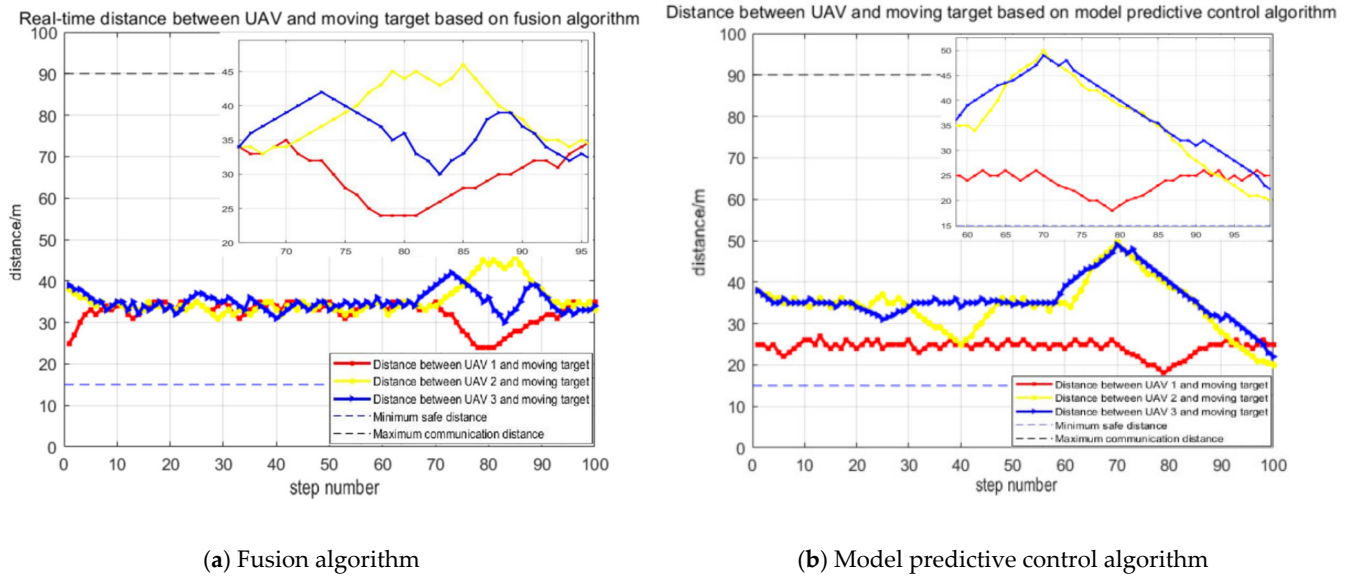 Real-time distance between UAV and moving target based on fusion algorithm
100
90
80
70
60
50
40
30
20
10
0
distance/m
45
40
35
30
25
20
70
75
80
85
90
95
Distance between UAV 1 and moving target
Distance between UAV 2 and moving target
Distance between UAV 3 and moving target
Minimum safe distance
Maximum communication distance
0 10 20 30 40 50 60 70 80 90 100
step number
(a) Fusion algorithm
Distance between UAV and moving target based on model predictive control algorithm
100
90
80
70
60
50
40
30
20
10
0
distance/m
50
45
40
35
30
25
20
15
60 65 70 75 80 85 90 95
Distance between UAV 1 and moving target
Distance between UAV 2 and moving target
Distance between UAV 3 and moving target
Minimum safe distance
Maximum communication distance
0 10 20 30 40 50 60 70 80 90 100
step number
(b) Model predictive control algorithm